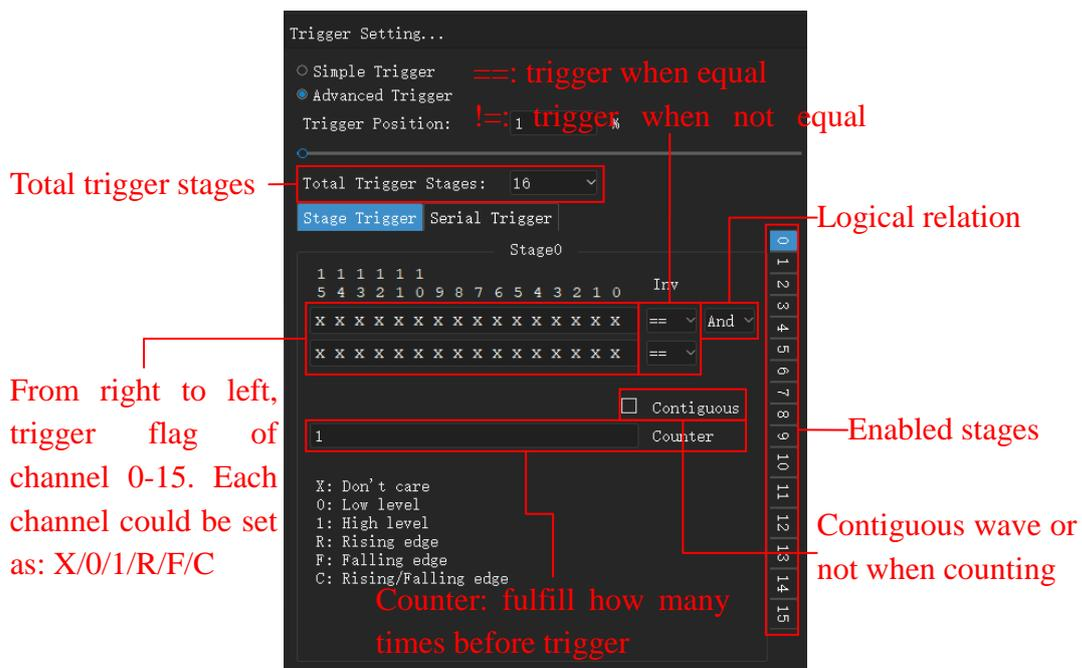 Trigger Setting...
Simple Trigger
==: trigger when equal
Advanced Trigger
Trigger Position: 1 %
!=: trigger when not equal
Total trigger stages
Total Trigger Stages: 16
Stage Trigger Serial Trigger
Logical relation
Stage0
0
1
2
3
4
5
6
7
8
9
10
11
12
13
14
15
1 1 1 1 1 1
5 4 3 2 1 0 9 8 7 6 5 4 3 2 1 0
Inv
X X X X X X X X X X X X X X X X == And
X X X X X X X X X X X X X X X X ==
From right to left,
trigger flag of
channel 0-15. Each
channel could be set
as: X/0/1/R/F/C
Contiguous
1 Counter
Enabled stages
X: Don't care
0: Low level
1: High level
R: Rising edge
F: Falling edge
C: Rising/Falling edge
Contiguous wave or
not when counting
Counter: fulfill how many
times before trigger